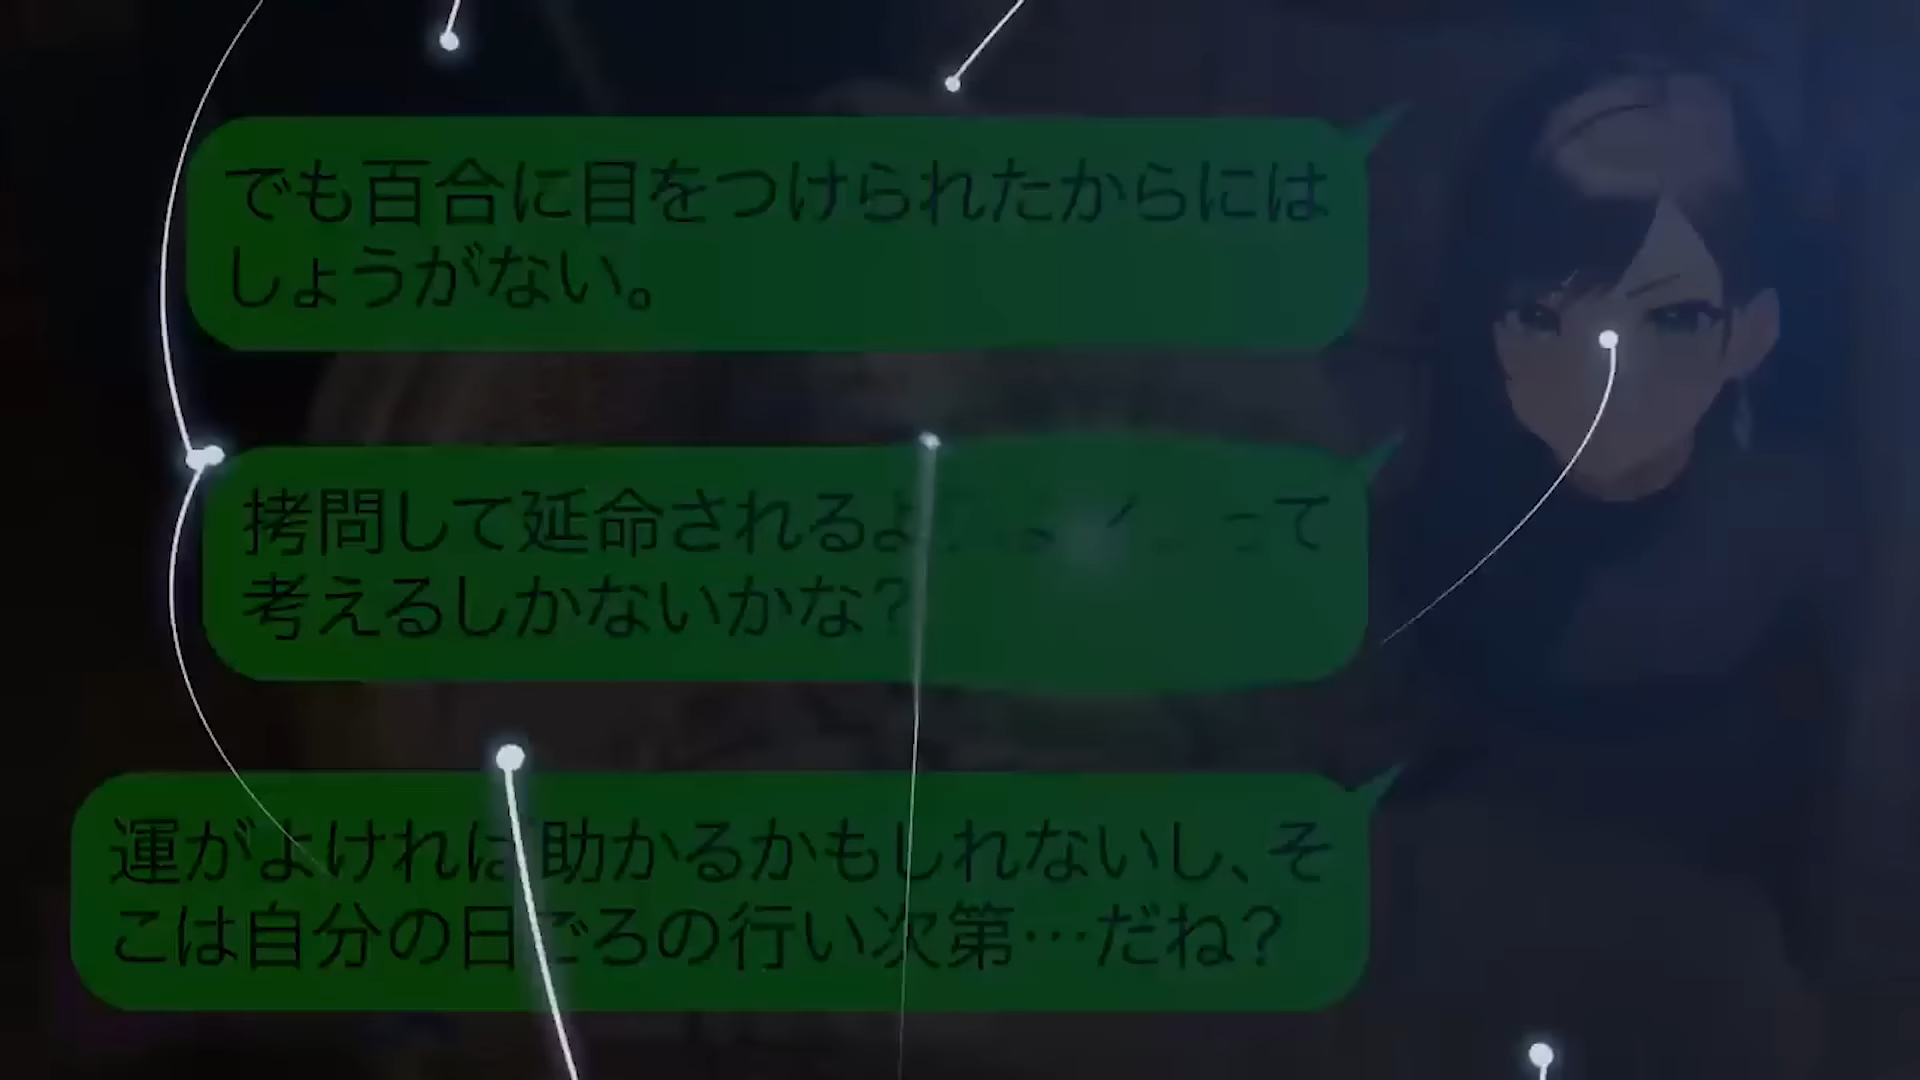 でも百合に目をつけられたからには
しょうがない。
拷問して延命されるよ って
考えるしかないかな?
運がよければ助かるかもしれないし、そ
こは自分の日ごろの行い次第…だね?